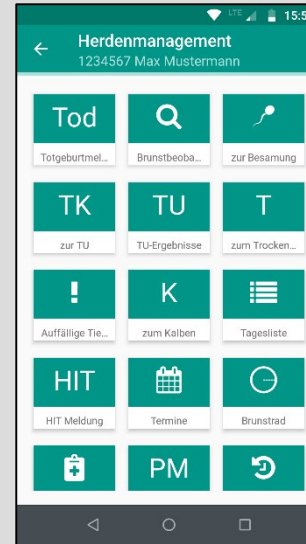 LTE 15:5
Herdenmanagement
1234567 Max Mustermann
Tod
Totgeburtmel... Brunstbeoba... zur Besamung
TK TU T
zur TU TU-Ergebnisse zum Trocken...
! K
Auffällige Tie... zum Kalben Tagesliste
HIT
HIT Meldung Termine Brunstrad
PM